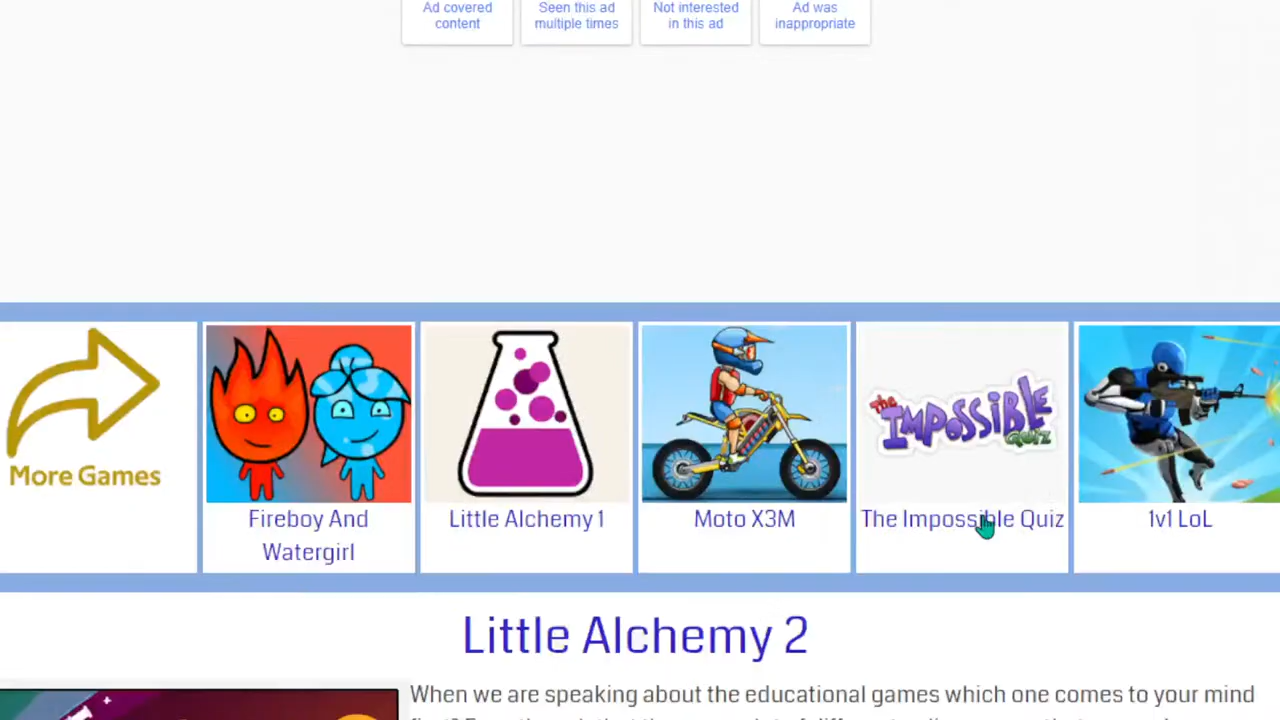 Ad covered content
Seen this ad multiple times
Not interested in this ad
Ad was inappropriate
More Games
The Impossible Quiz
Fireboy And Watergirl
Little Alchemy 1
Moto X3M
The Impossible Quiz
1v1 LoL
Little Alchemy 2
When we are speaking about the educational games which one comes to your mind